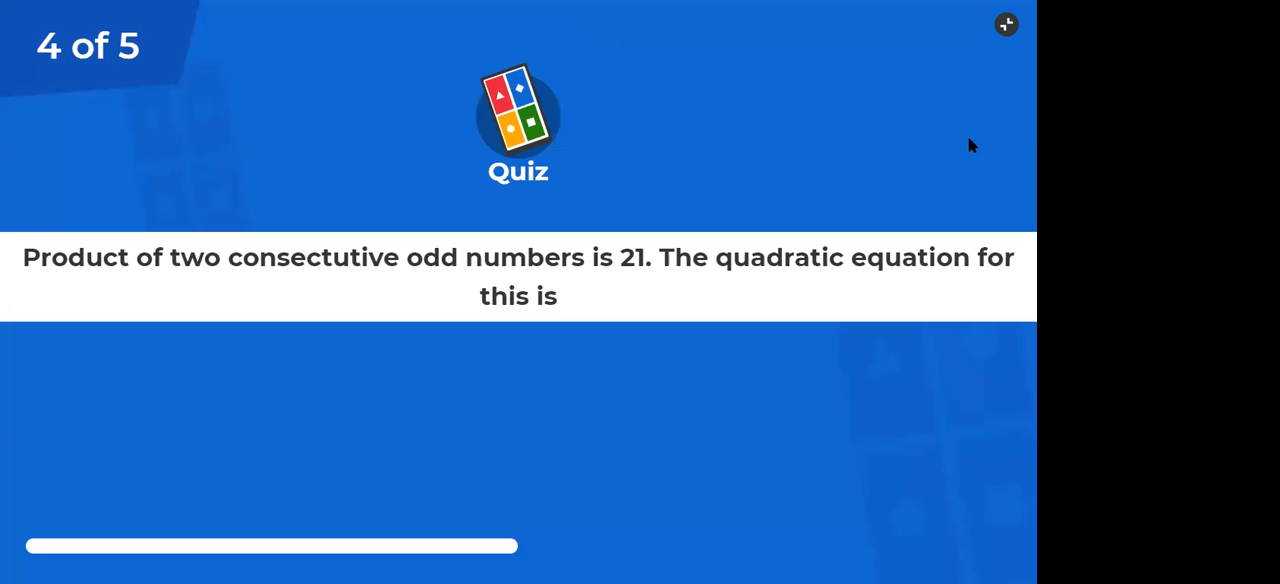 4 of 5
Quiz
Product of two consectutive odd numbers is 21. The quadratic equation for
this is